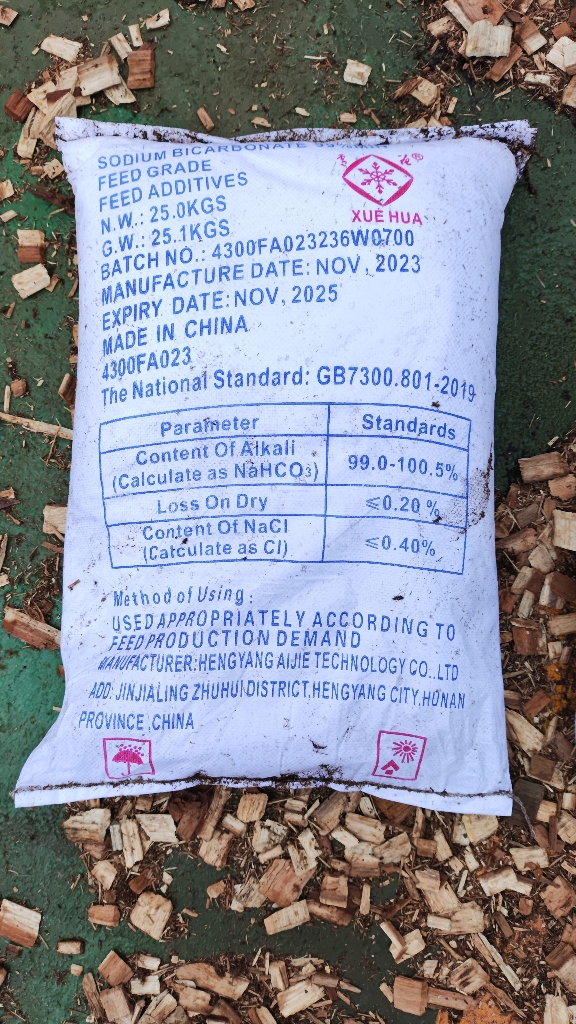 SODIUM BICARBONATE
FEED GRADE
FEED ADDITIVES
N.W.: 25.0KGS
G.W.: 25.1KGS
BATCH NO.: 4300FA023236W0700
MANUFACTURE DATE: NOV, 2023
EXPIRY DATE: NOV, 2025
MADE IN CHINA
4300FA023
The National Standard: GB7300.801-2019
®
XUE HUA
Parameter Standards
Content Of Alkali
(Calculate as NaHCO₃) 99.0-100.5%
Loss On Dry ≤0.20 %
Content Of NaCl
(Catculate as Cl) ≤0.40%
Method of Using:
USED APPROPRIATELY ACCORDING TO
FEED PRODUCTION DEMAND
MANUFACTURER: HENGYANG AIJIE TECHNOLOGY CO., LTD
ADD: JINJIALING ZHUHUI DISTRICT, HENGYANG CITY, HUNAN
PROVINCE, CHINA